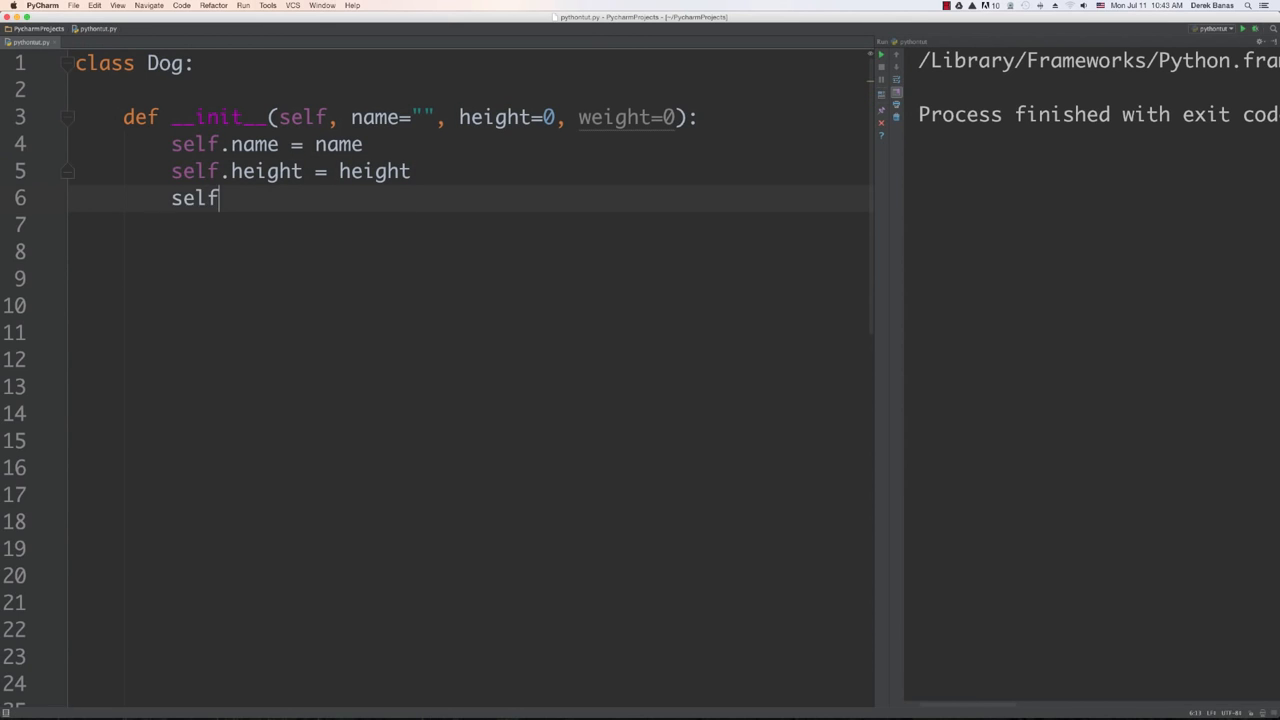 PyCharm File Edit View Navigate Code Refactor Run Tools VCS Window Help 10 Mon Jul 11 10:43 AM Derek Banas
pythontut.py - PycharmProjects - [~/PycharmProjects]
PycharmProjects pythontut.py pythontut
pythontut.py Run: pythontut
1 class Dog:
2
3 def __init__(self, name="", height=0, weight=0):
4 self.name = name
5 self.height = height
6 self
7
8
9
10
11
12
13
14
15
16
17
18
19
20
21
22
23
24
25
/Library/Frameworks/Python.fra
Process finished with exit code
6:13 LF÷ UTF-8÷